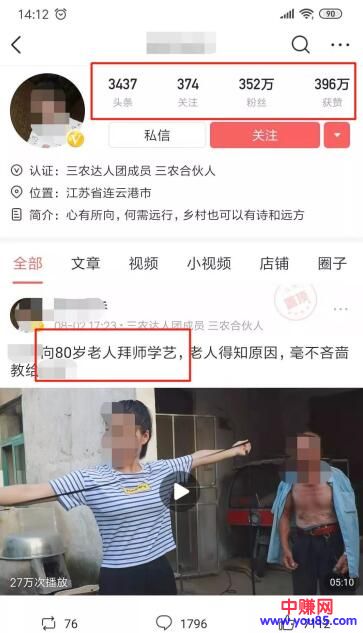 14:12
90
3437 374 352万 396万
头条 关注 粉丝 获赞
私信 关注
认证：三农达人团成员 三农合伙人
位置：江苏省连云港市
简介：心有所向，何需远行，乡村也可以有诗和远方
全部 文章 视频 小视频 店铺 圈子
置顶
08-02 17:23・三农达人团成员 三农合伙人
向80岁老人拜师学艺，老人得知原因，毫不吝啬
教给
27万次播放 05:10
中赚网
www.you85.com
76 1796 7112